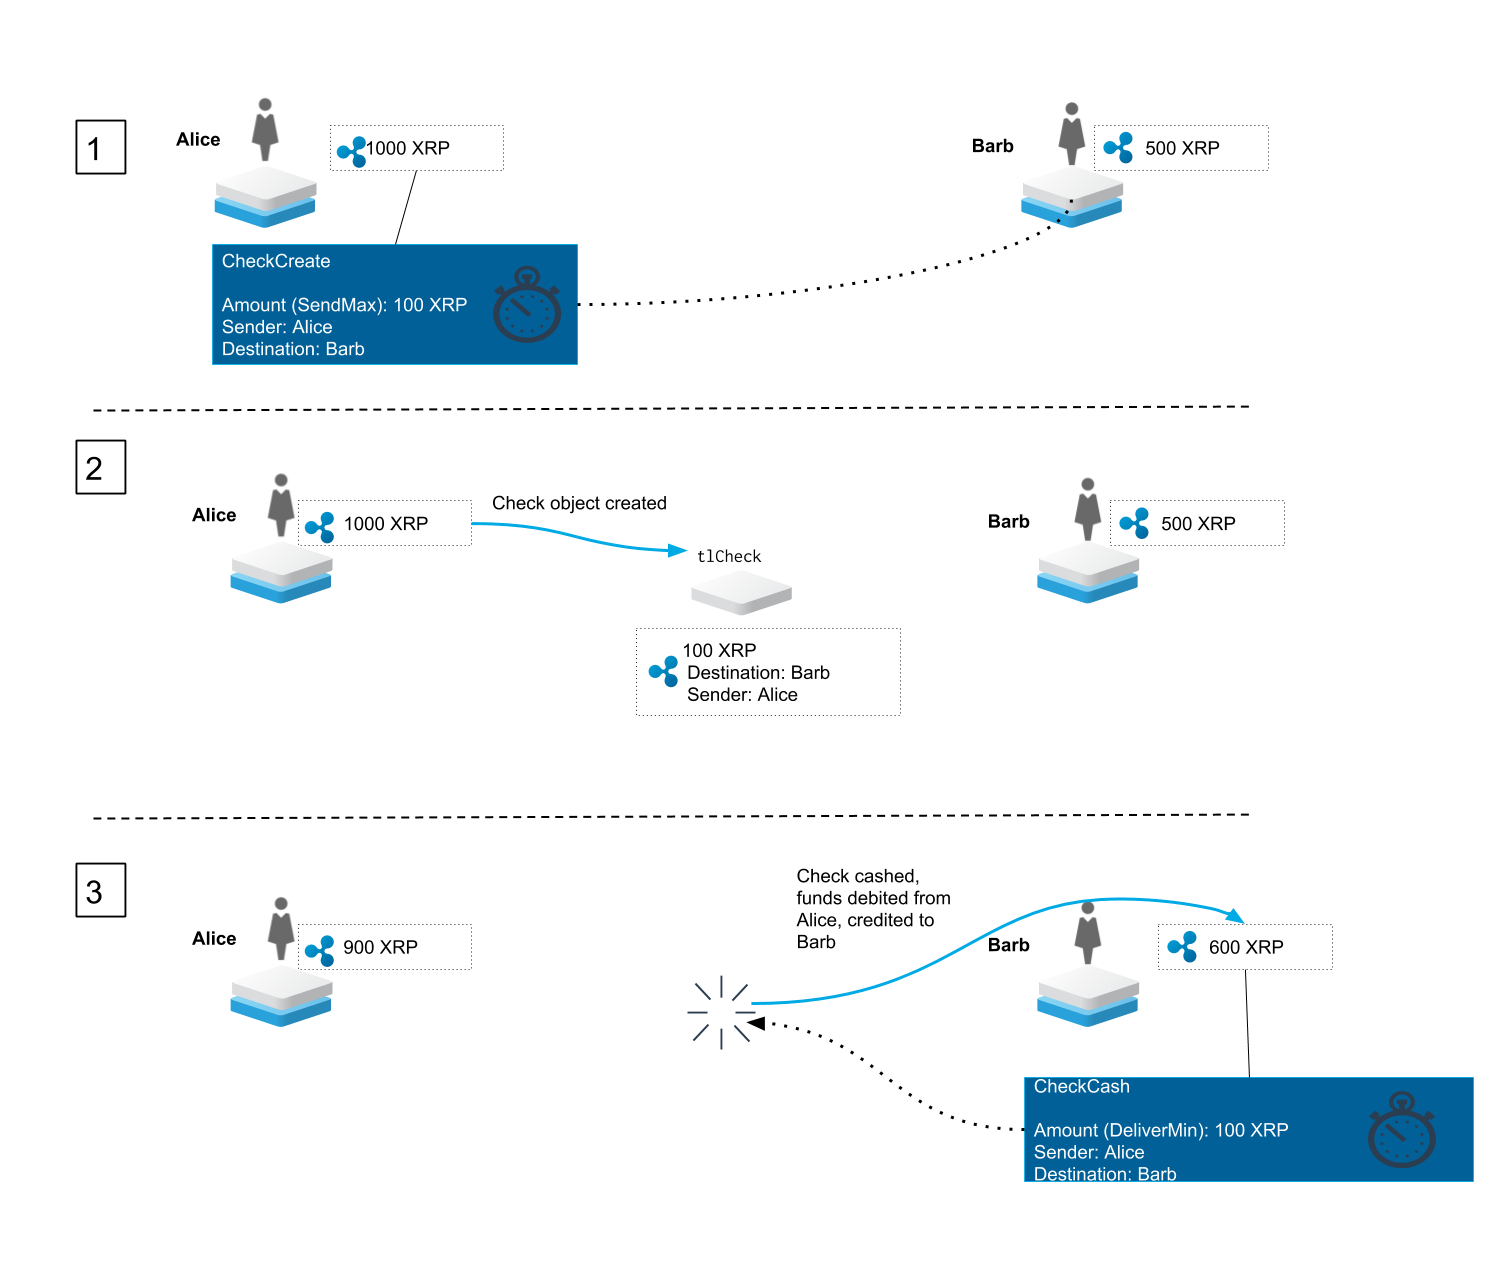 1
Alice
1000 XRP
Barb
500 XRP
CheckCreate
Amount (SendMax): 100 XRP
Sender: Alice
Destination: Barb
2
Alice
1000 XRP
Check object created
tlCheck
100 XRP
Destination: Barb
Sender: Alice
Barb
500 XRP
3
Alice
900 XRP
Check cashed,
funds debited from
Alice, credited to
Barb
Barb
600 XRP
CheckCash
Amount (DeliverMin): 100 XRP
Sender: Alice
Destination: Barb